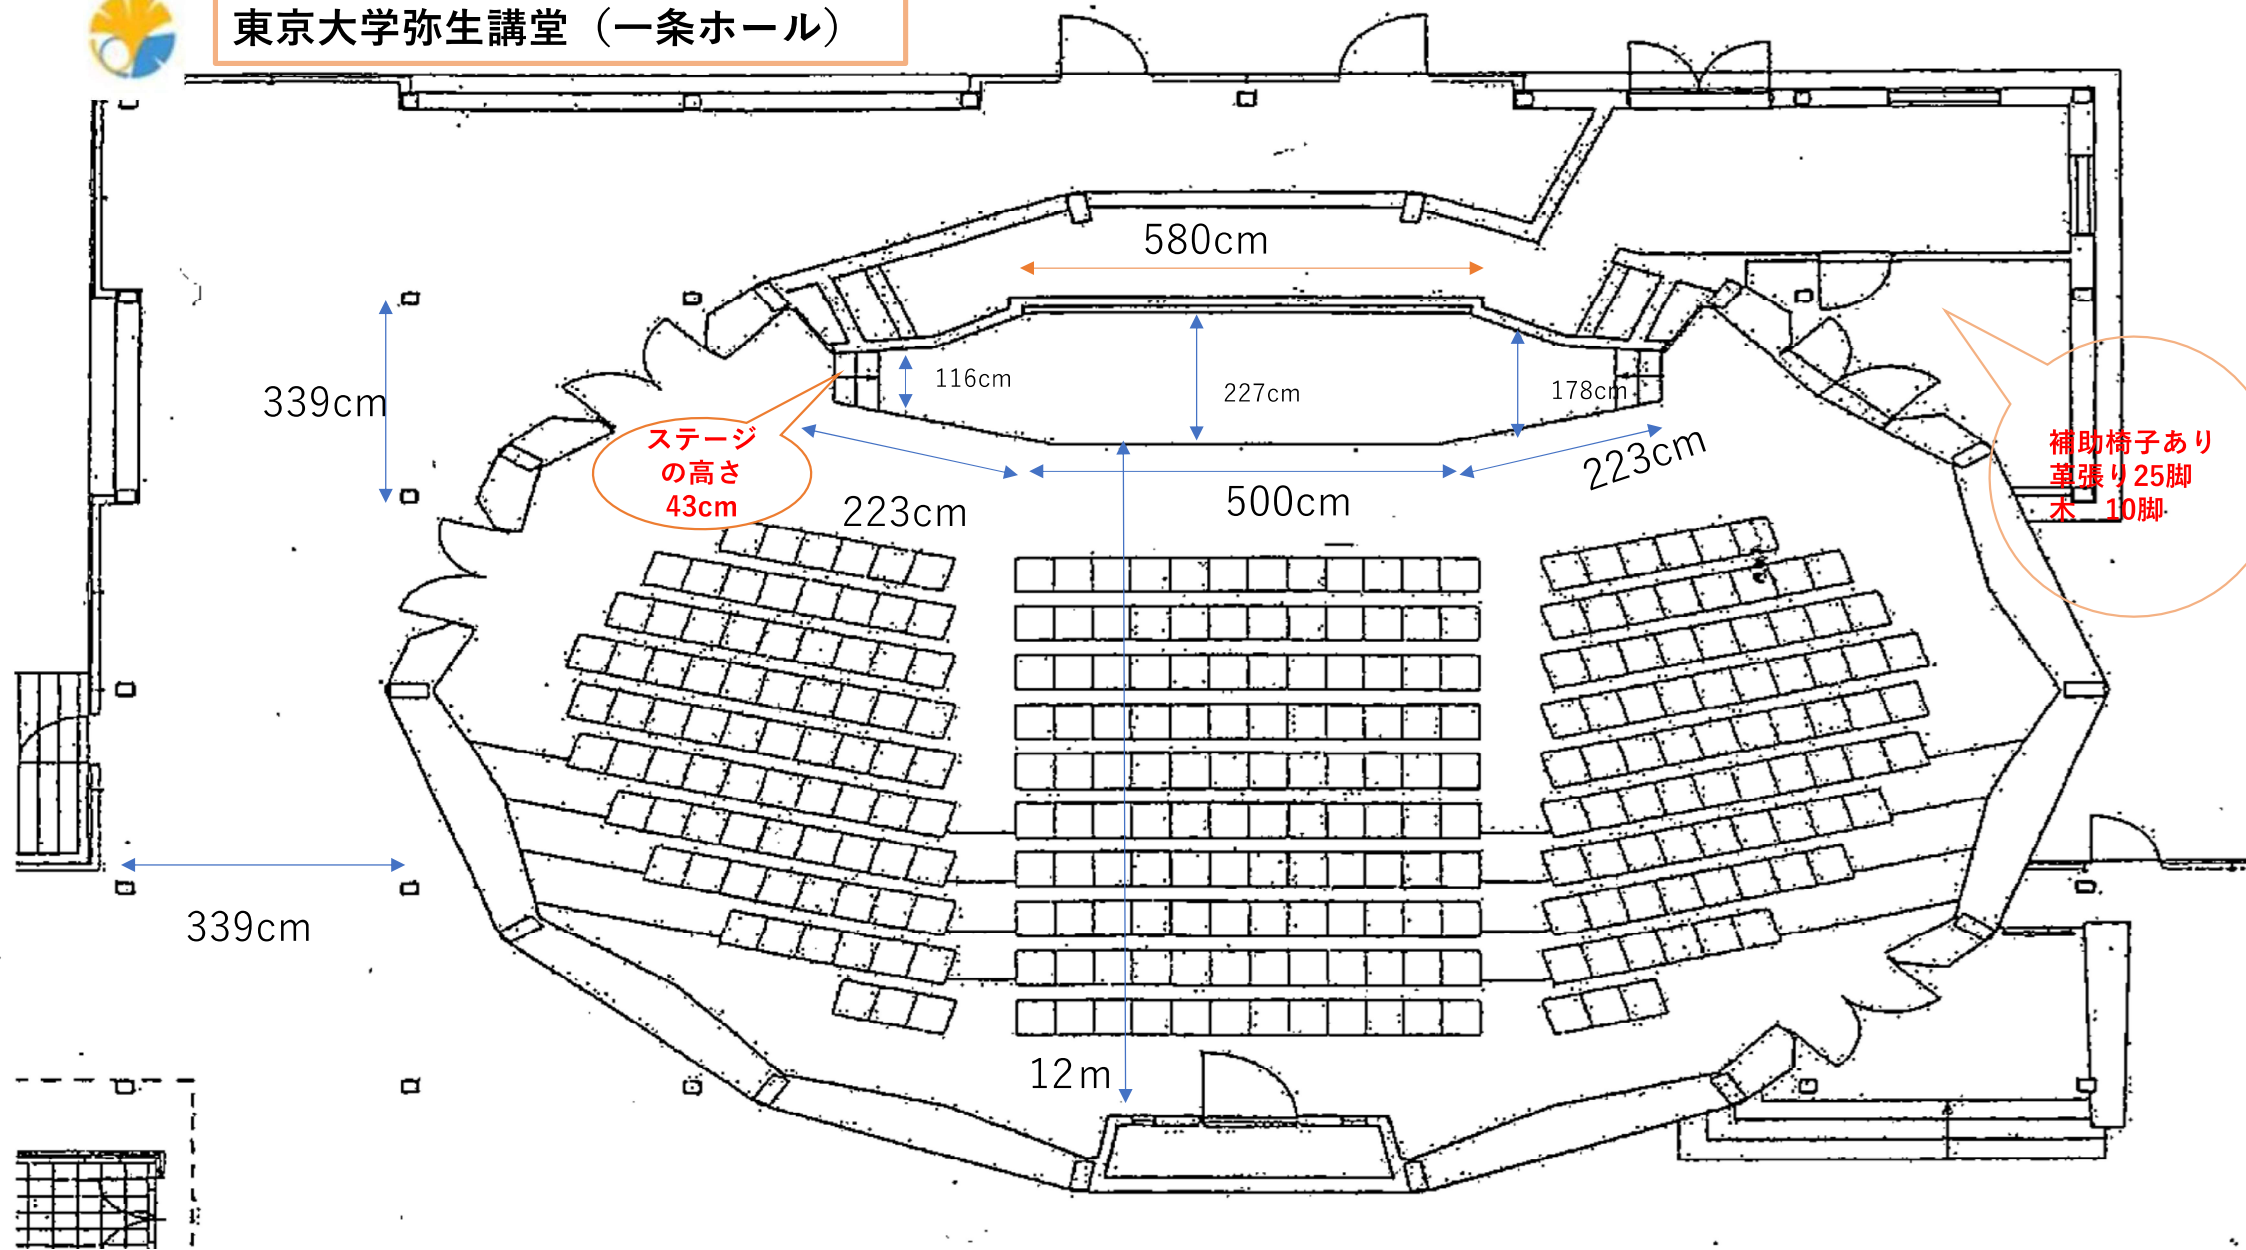 東京大学弥生講堂（一条ホール）
580cm
339cm
116cm
227cm
178cm
ステージ
の高さ
43cm
223cm
500cm
223cm
補助椅子あり
革張り25脚
木　10脚
339cm
12m